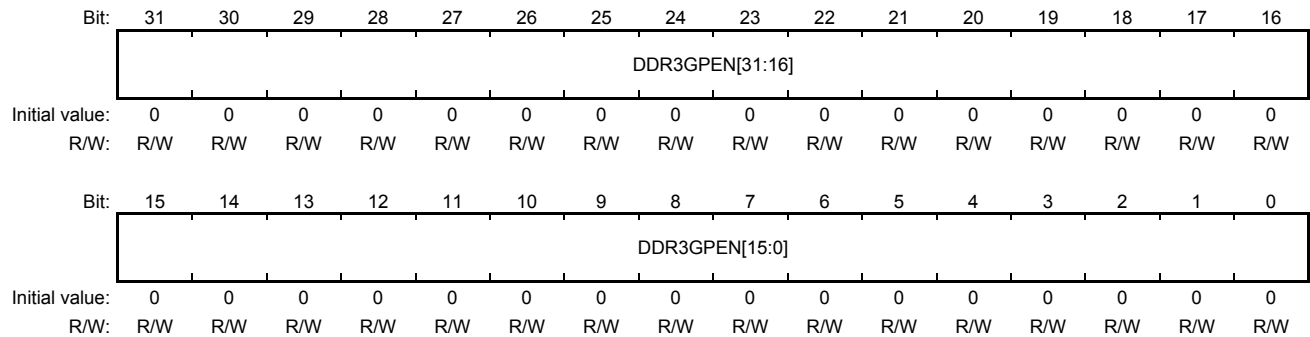 Bit: 31 30 29 28 27 26 25 24 23 22 21 20 19 18 17 16
DDR3GPEN[31:16]
Initial value: 0 0 0 0 0 0 0 0 0 0 0 0 0 0 0 0
R/W: R/W R/W R/W R/W R/W R/W R/W R/W R/W R/W R/W R/W R/W R/W R/W R/W
Bit: 15 14 13 12 11 10 9 8 7 6 5 4 3 2 1 0
DDR3GPEN[15:0]
Initial value: 0 0 0 0 0 0 0 0 0 0 0 0 0 0 0 0
R/W: R/W R/W R/W R/W R/W R/W R/W R/W R/W R/W R/W R/W R/W R/W R/W R/W